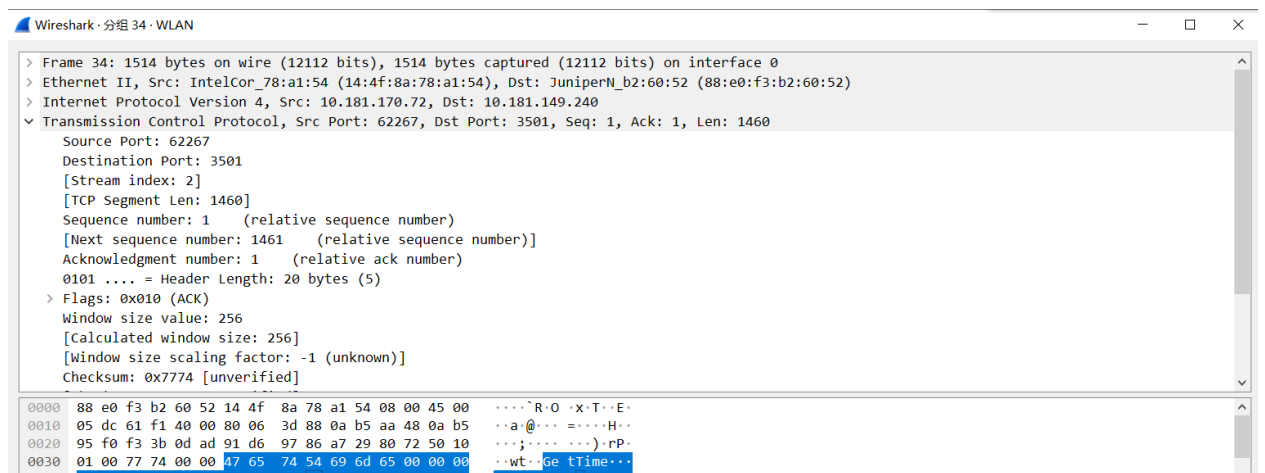 Wireshark · 分组 34 · WLAN
Frame 34: 1514 bytes on wire (12112 bits), 1514 bytes captured (12112 bits) on interface 0
Ethernet II, Src: IntelCor_78:a1:54 (14:4f:8a:78:a1:54), Dst: JuniperN_b2:60:52 (88:e0:f3:b2:60:52)
Internet Protocol Version 4, Src: 10.181.170.72, Dst: 10.181.149.240
Transmission Control Protocol, Src Port: 62267, Dst Port: 3501, Seq: 1, Ack: 1, Len: 1460
Source Port: 62267
Destination Port: 3501
[Stream index: 2]
[TCP Segment Len: 1460]
Sequence number: 1    (relative sequence number)
[Next sequence number: 1461    (relative sequence number)]
Acknowledgment number: 1    (relative ack number)
0101 .... = Header Length: 20 bytes (5)
Flags: 0x010 (ACK)
Window size value: 256
[Calculated window size: 256]
[Window size scaling factor: -1 (unknown)]
Checksum: 0x7774 [unverified]
0000  88 e0 f3 b2 60 52 14 4f  8a 78 a1 54 08 00 45 00   ····`R·O ·x·T··E·
0010  05 dc 61 f1 40 00 80 06  3d 88 0a b5 aa 48 0a b5   ··a·@··· =····H··
0020  95 f0 f3 3b 0d ad 91 d6  97 86 a7 29 80 72 50 10   ···;···· ···)·rP·
0030  01 00 77 74 00 00 47 65  74 54 69 6d 65 00 00 00   ··wt··Ge tTime···